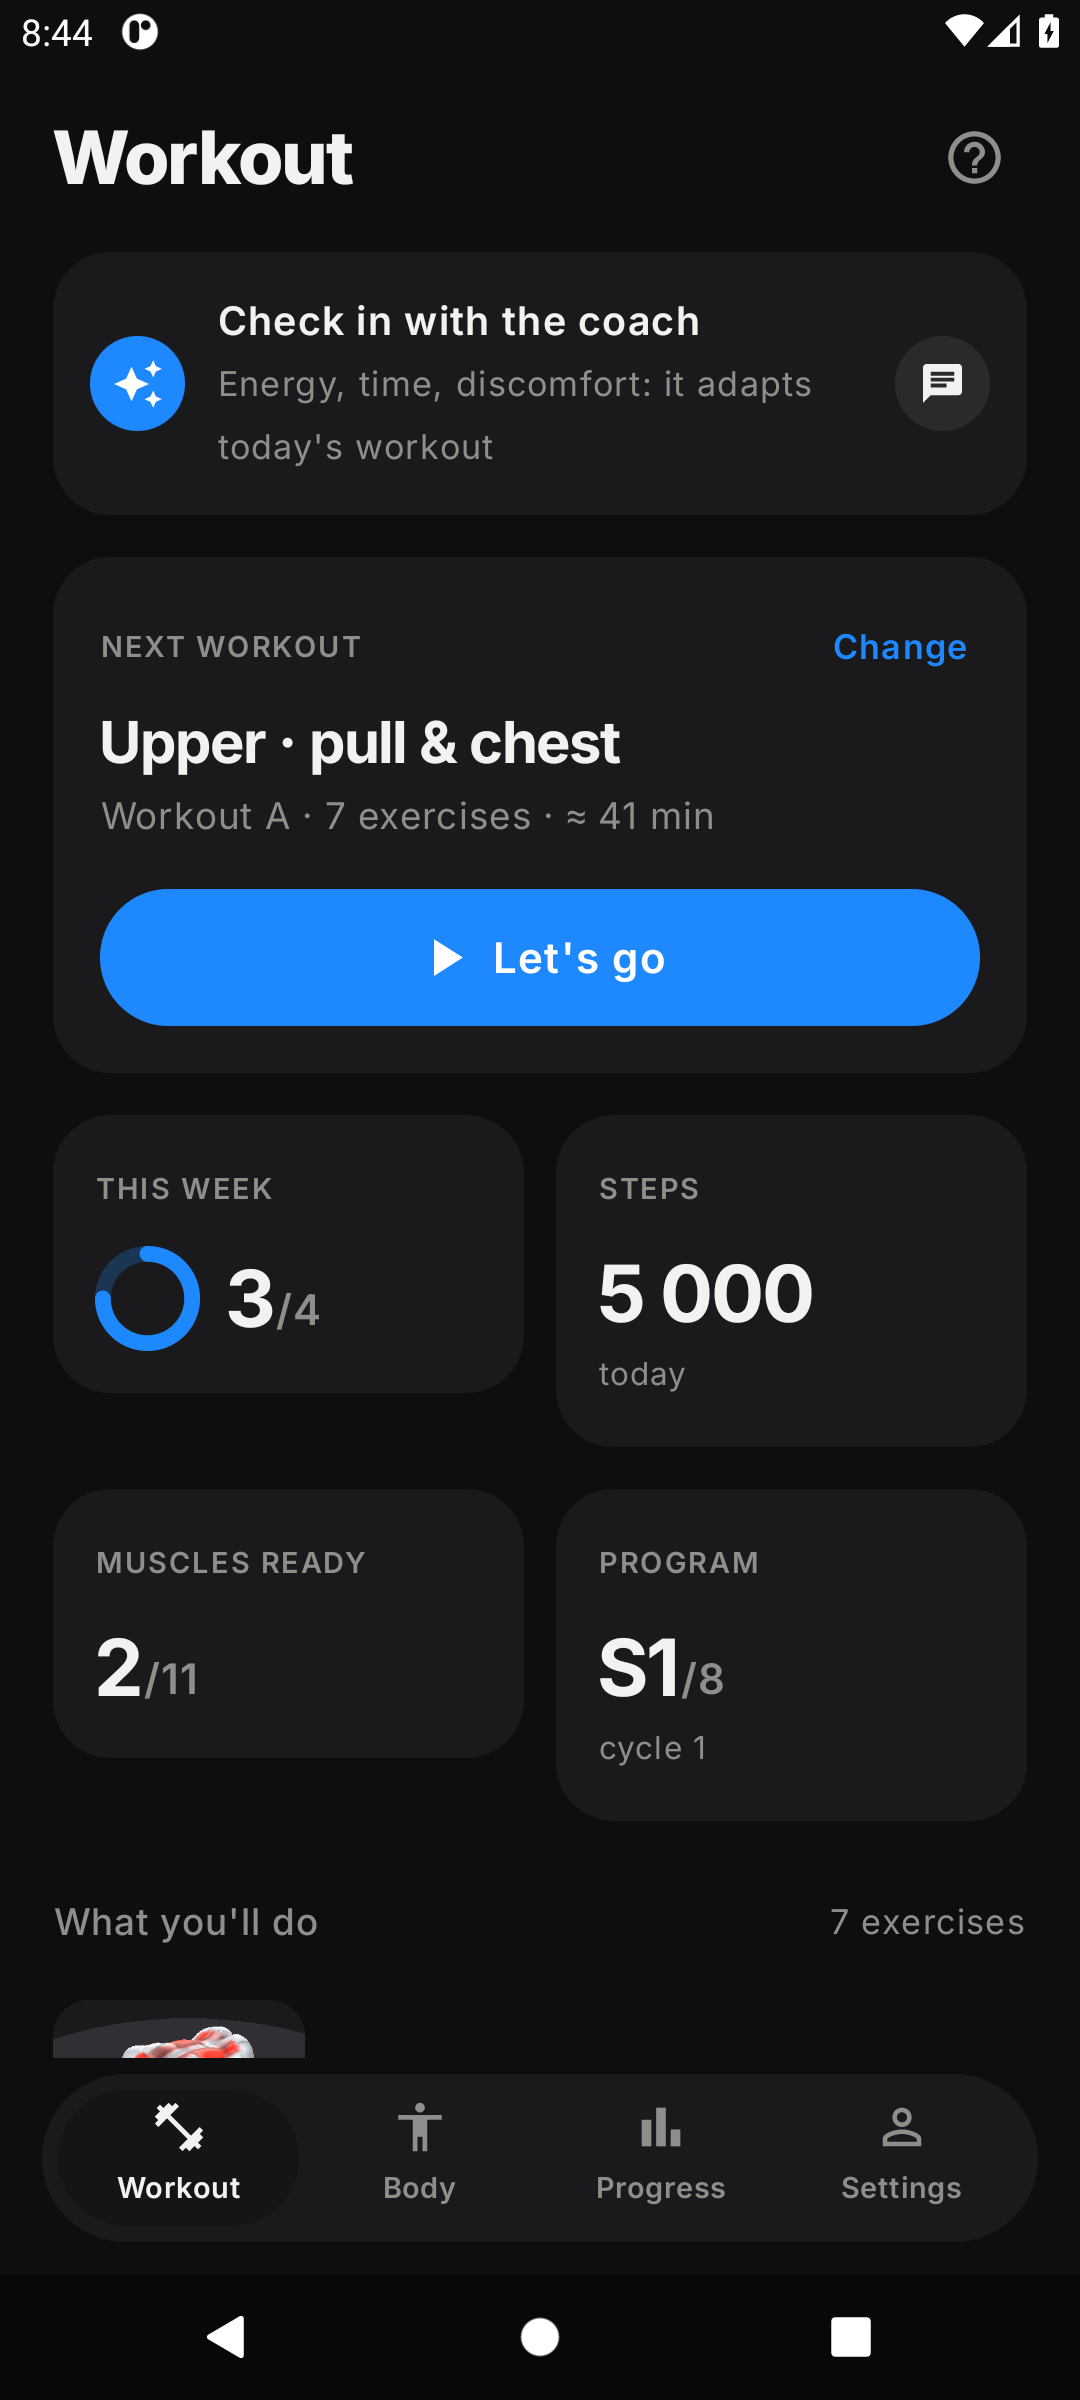 8:44
Workout
Check in with the coach
Energy, time, discomfort: it adapts
today's workout
NEXT WORKOUT
Change
Upper · pull & chest
Workout A · 7 exercises · ≈ 41 min
Let's go
THIS WEEK
3/4
STEPS
5 000
today
MUSCLES READY
2/11
PROGRAM
S1/8
cycle 1
What you'll do
7 exercises
Workout
Body
Progress
Settings